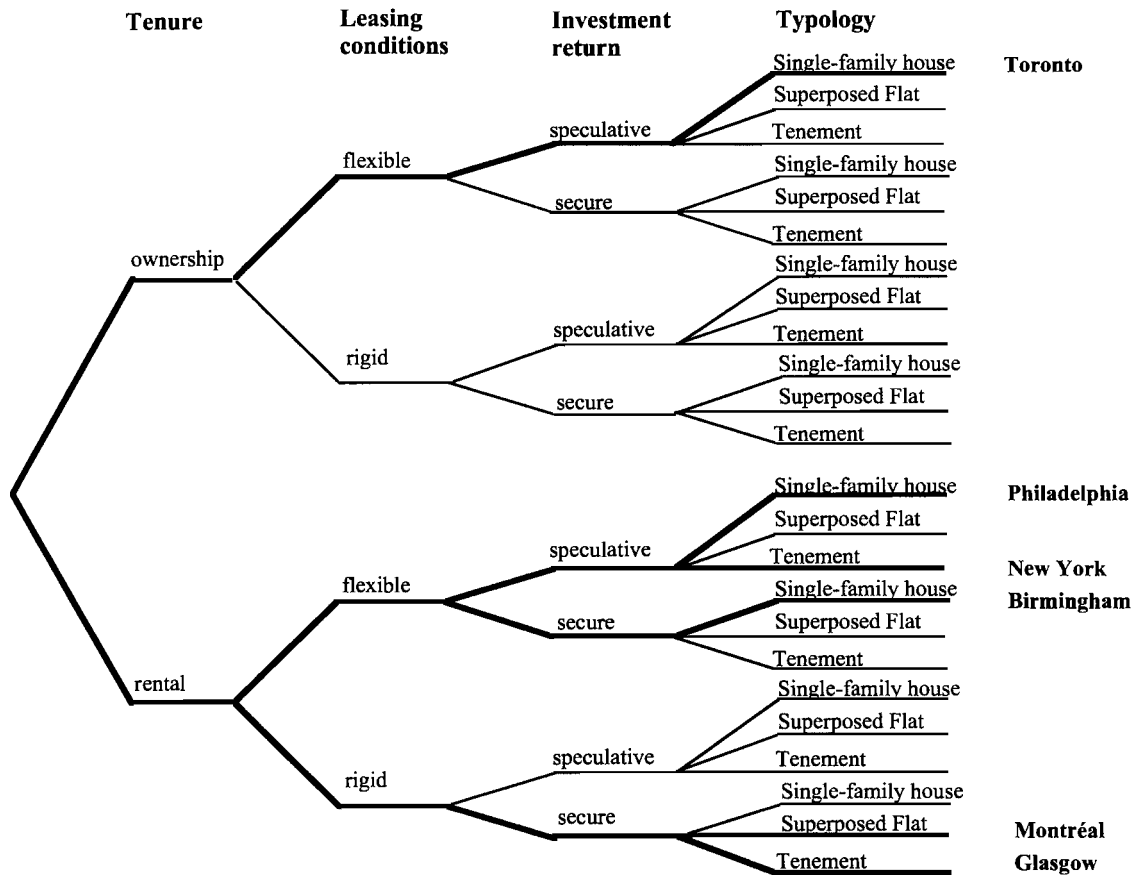 Tenure
Leasing
conditions
Investment
return
Typology
Single-family house
Toronto
Superposed Flat
speculative
Tenement
flexible
Single-family house
secure
Superposed Flat
Tenement
ownership
Single-family house
Superposed Flat
speculative
Tenement
rigid
Single-family house
secure
Superposed Flat
Tenement
Single-family house
Philadelphia
Superposed Flat
speculative
Tenement
New York
flexible
Single-family house
Birmingham
secure
Superposed Flat
Tenement
rental
Single-family house
Superposed Flat
speculative
Tenement
rigid
Single-family house
secure
Superposed Flat
Montréal
Tenement
Glasgow